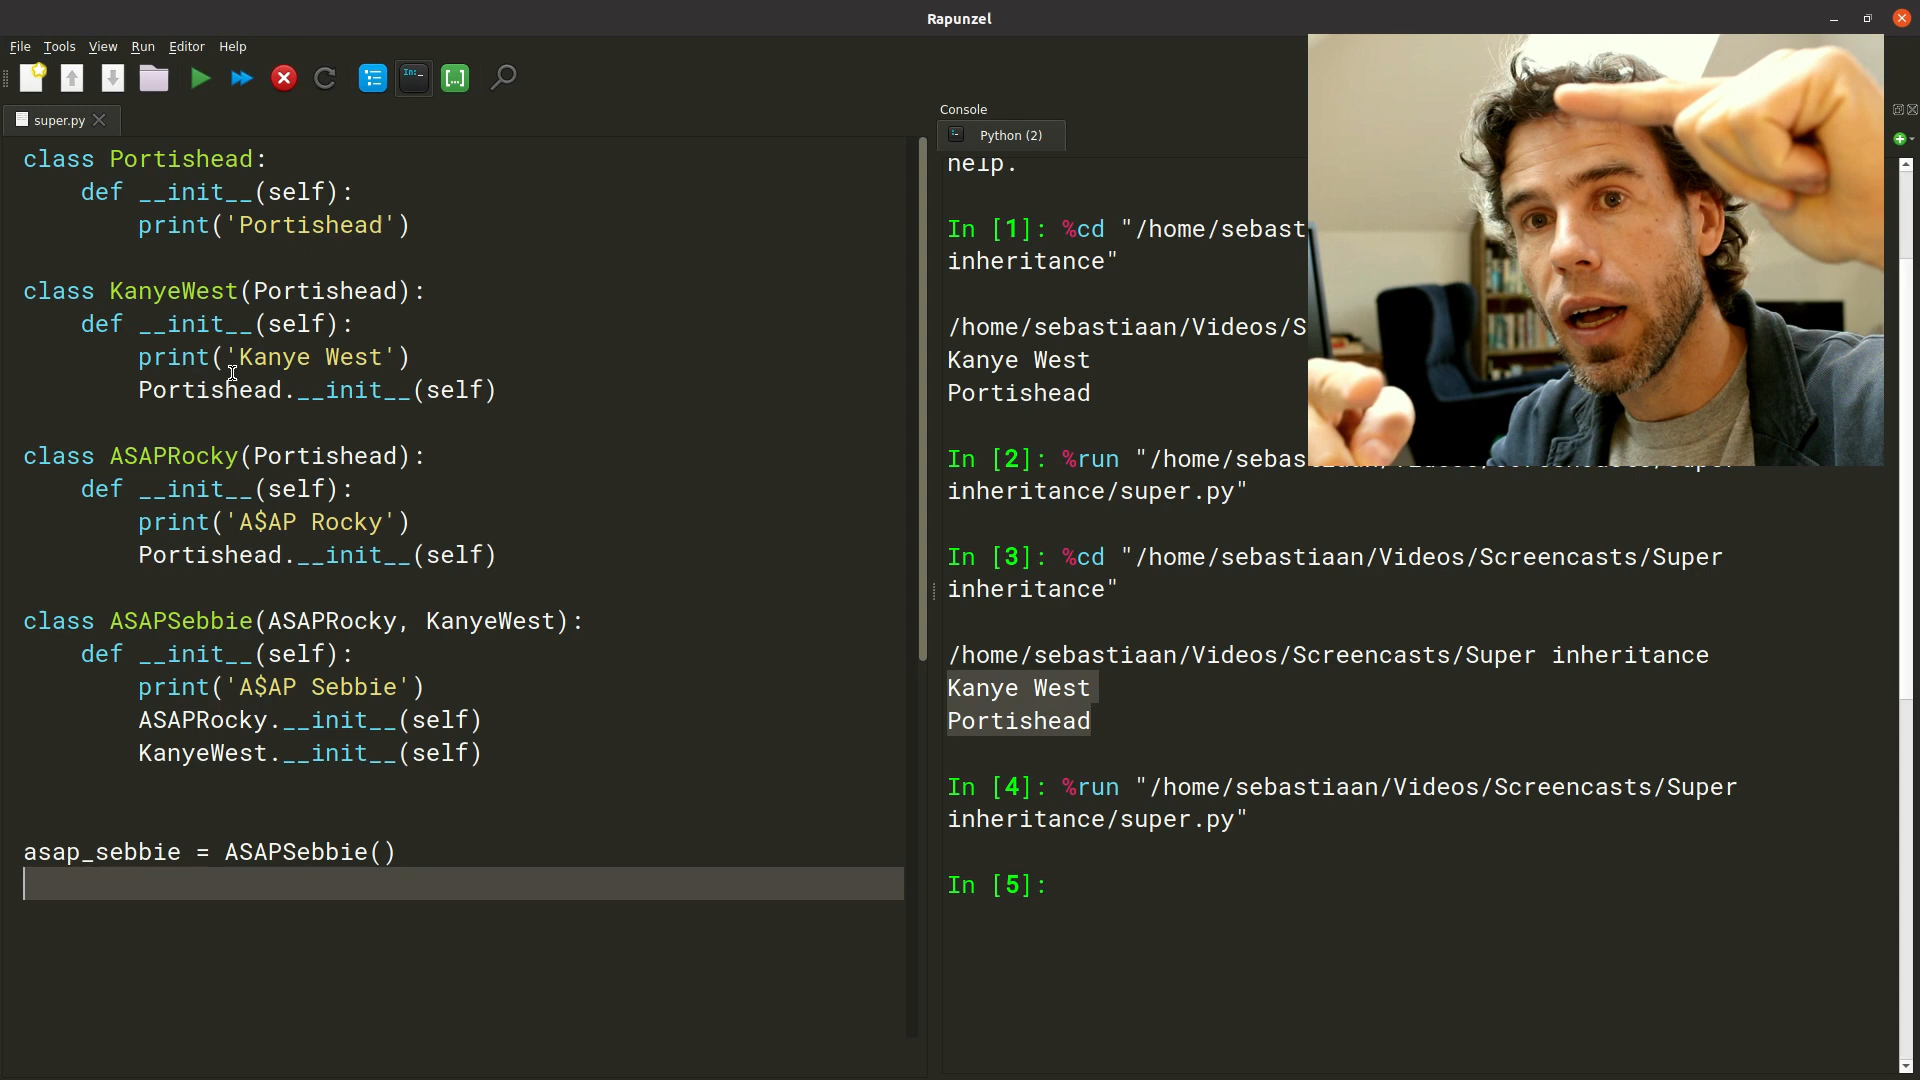 Rapunzel
File Tools View Run Editor Help
In:_
[...]
super.py
class Portishead:
def __init__(self):
print('Portishead')
class KanyeWest(Portishead):
def __init__(self):
print('Kanye West')
Portishead.__init__(self)
class ASAPRocky(Portishead):
def __init__(self):
print('A$AP Rocky')
Portishead.__init__(self)
class ASAPSebbie(ASAPRocky, KanyeWest):
def __init__(self):
print('A$AP Sebbie')
ASAPRocky.__init__(self)
KanyeWest.__init__(self)
asap_sebbie = ASAPSebbie()
Console
Python (2)
help.
In [1]: %cd "/home/sebast
inheritance"
/home/sebastiaan/Videos/S
Kanye West
Portishead
In [2]: %run "/home/sebastiaan/Videos/Screencasts/Super
inheritance/super.py"
In [3]: %cd "/home/sebastiaan/Videos/Screencasts/Super
inheritance"
/home/sebastiaan/Videos/Screencasts/Super inheritance
Kanye West
Portishead
In [4]: %run "/home/sebastiaan/Videos/Screencasts/Super
inheritance/super.py"
In [5]: